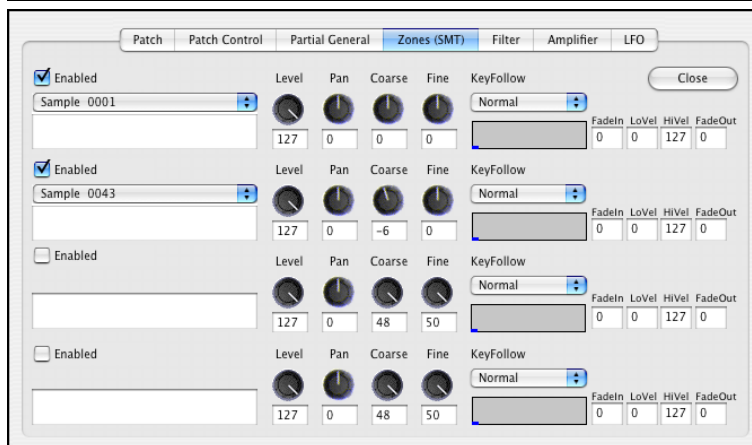 Patch Patch Control Partial General Zones (SMT) Filter Amplifier LFO
Enabled Level Pan Coarse Fine KeyFollow Close
Sample 0001 Normal
FadeIn LoVel HiVel FadeOut
127 0 0 0 0 0 127 0
Enabled Level Pan Coarse Fine KeyFollow
Sample 0043 Normal
FadeIn LoVel HiVel FadeOut
127 0 -6 0 0 0 127 0
Enabled Level Pan Coarse Fine KeyFollow
Normal
FadeIn LoVel HiVel FadeOut
127 0 48 50 0 0 127 0
Enabled Level Pan Coarse Fine KeyFollow
Normal
FadeIn LoVel HiVel FadeOut
127 0 48 50 0 0 127 0